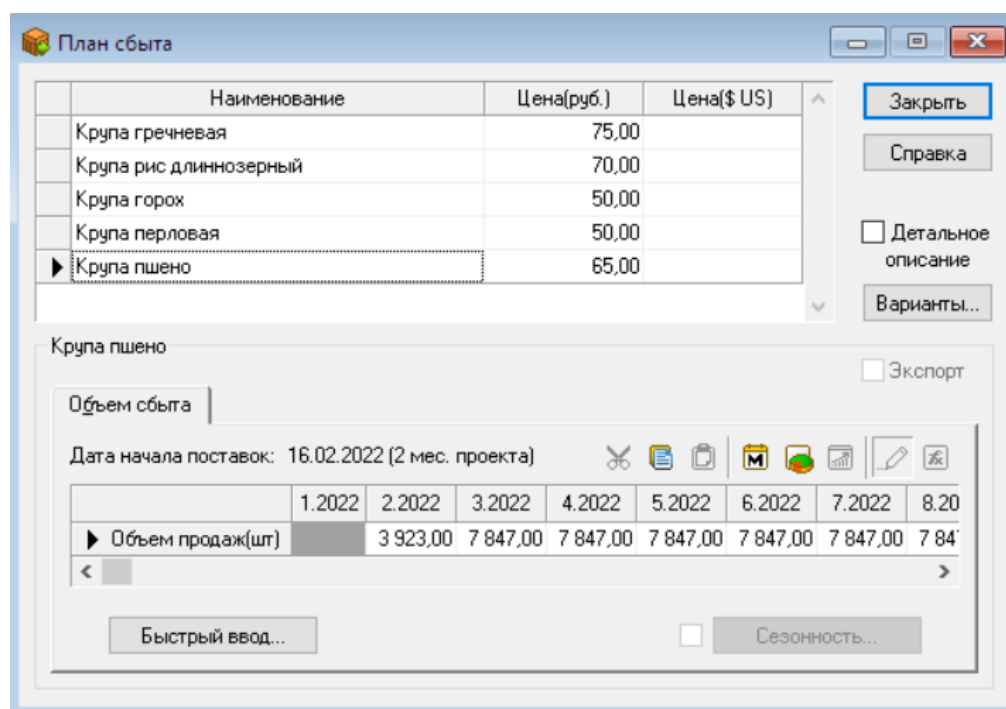 План сбыта
Наименование Цена(руб.) Цена($ US)
Крупа гречневая 75,00
Крупа рис длиннозерный 70,00
Крупа горох 50,00
Крупа перловая 50,00
Крупа пшено 65,00
Закрыть
Справка
Детальное
описание
Варианты...
Крупа пшено
Экспорт
Объем сбыта
Дата начала поставок: 16.02.2022 (2 мес. проекта)
1.2022 2.2022 3.2022 4.2022 5.2022 6.2022 7.2022 8.20
Объем продаж(шт) 3 923,00 7 847,00 7 847,00 7 847,00 7 847,00 7 847,00 7 84
Быстрый ввод...
Сезонность...